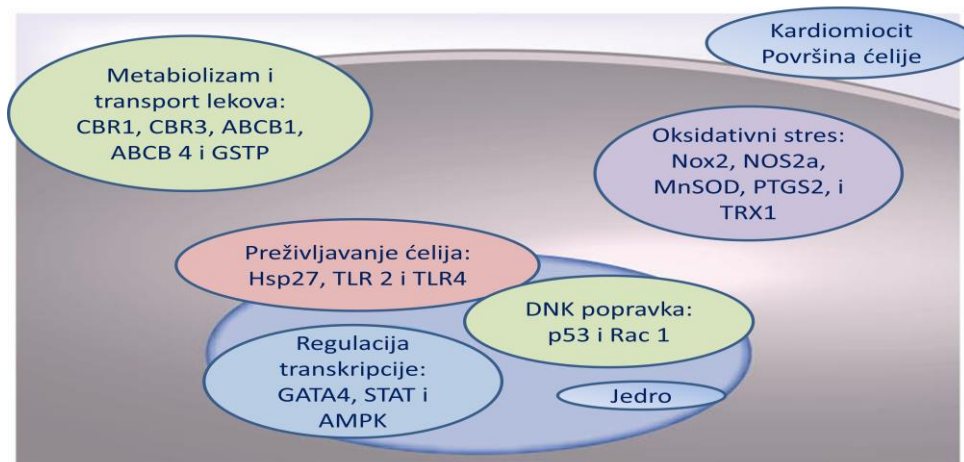 Kardiomiocit
Površina ćelije
Metabiolizam i
transport lekova:
CBR1, CBR3, ABCB1,
ABCB 4 i GSTP
Oksidativni stres:
Nox2, NOS2a,
MnSOD, PTGS2, i
TRX1
Preživljavanje ćelija:
Hsp27, TLR 2 i TLR4
DNK popravka:
p53 i Rac 1
Regulacija
transkripcije:
GATA4, STAT i
AMPK
Jedro